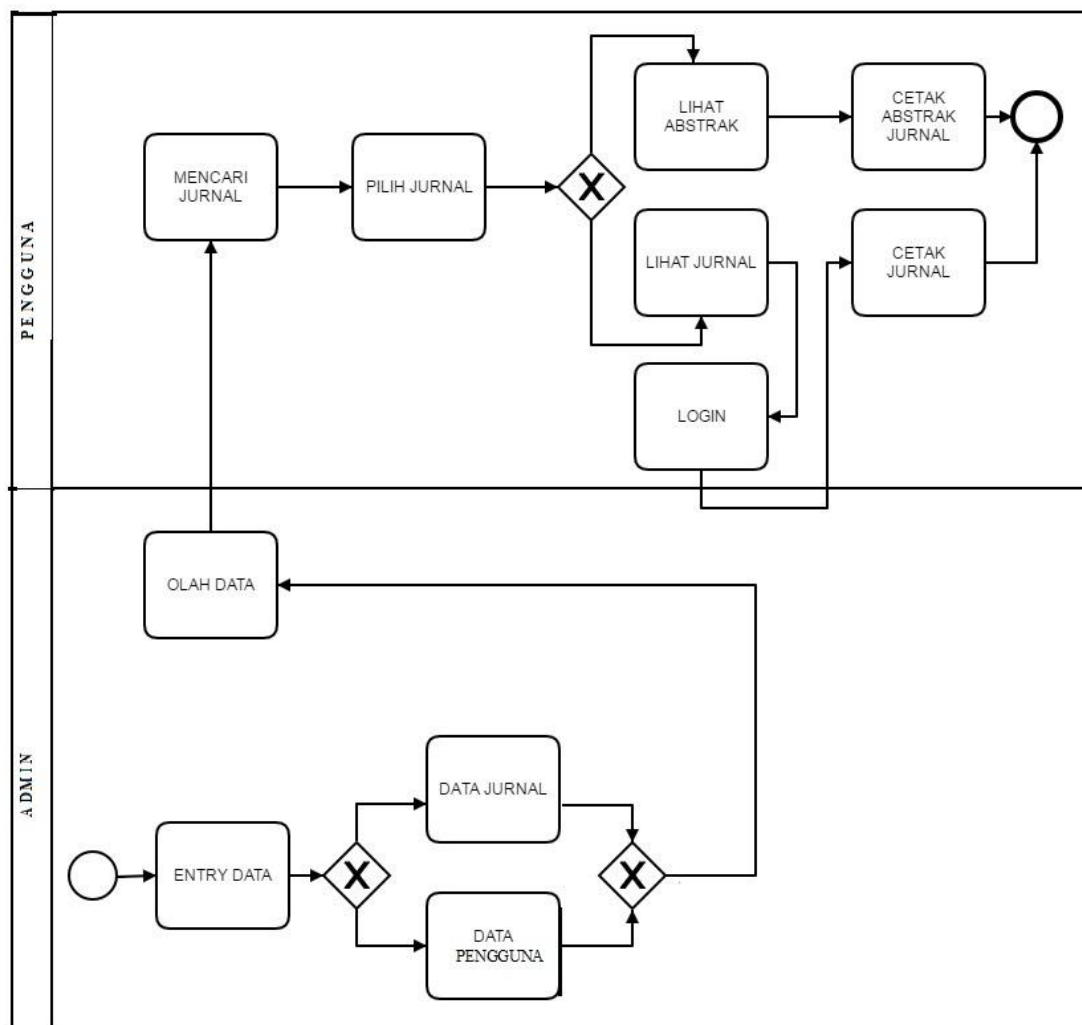 PENGGUNA
LIHAT
ABSTRAK
CETAK
ABSTRAK
JURNAL
MENCARI
JURNAL
PILIH JURNAL
X
LIHAT JURNAL
CETAK
JURNAL
LOGIN
ADMIN
OLAH DATA
DATA JURNAL
ENTRY DATA
X
X
DATA
PENGGUNA